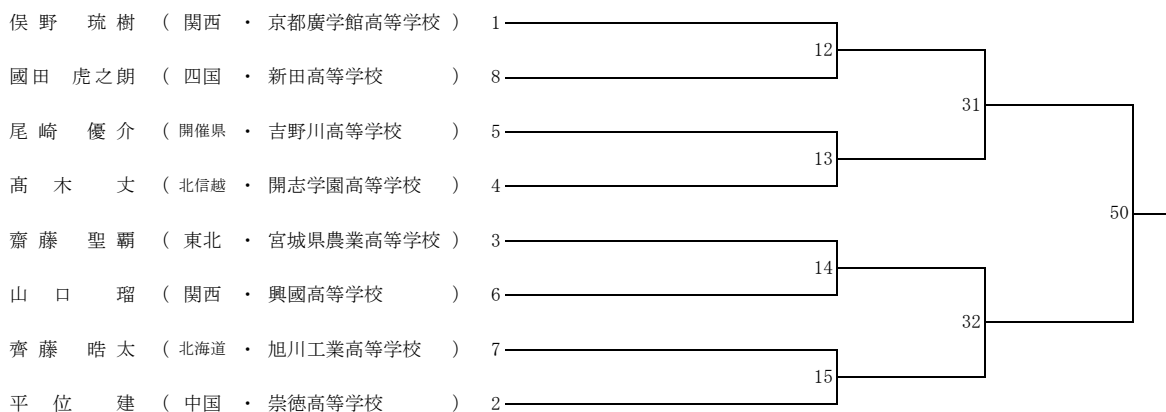 俣野 琉樹 （ 関西 ・ 京都廣学館高等学校 ） 1
12
國田 虎之朗 （ 四国 ・ 新田高等学校 ） 8
31
尾崎 優介 （ 開催県 ・ 吉野川高等学校 ） 5
13
髙木 丈 （ 北信越 ・ 開志学園高等学校 ） 4
50
齋藤 聖覇 （ 東北 ・ 宮城県農業高等学校 ） 3
14
山口 瑠 （ 関西 ・ 興國高等学校 ） 6
32
齊藤 晧太 （ 北海道 ・ 旭川工業高等学校 ） 7
15
平位 建 （ 中国 ・ 崇徳高等学校 ） 2